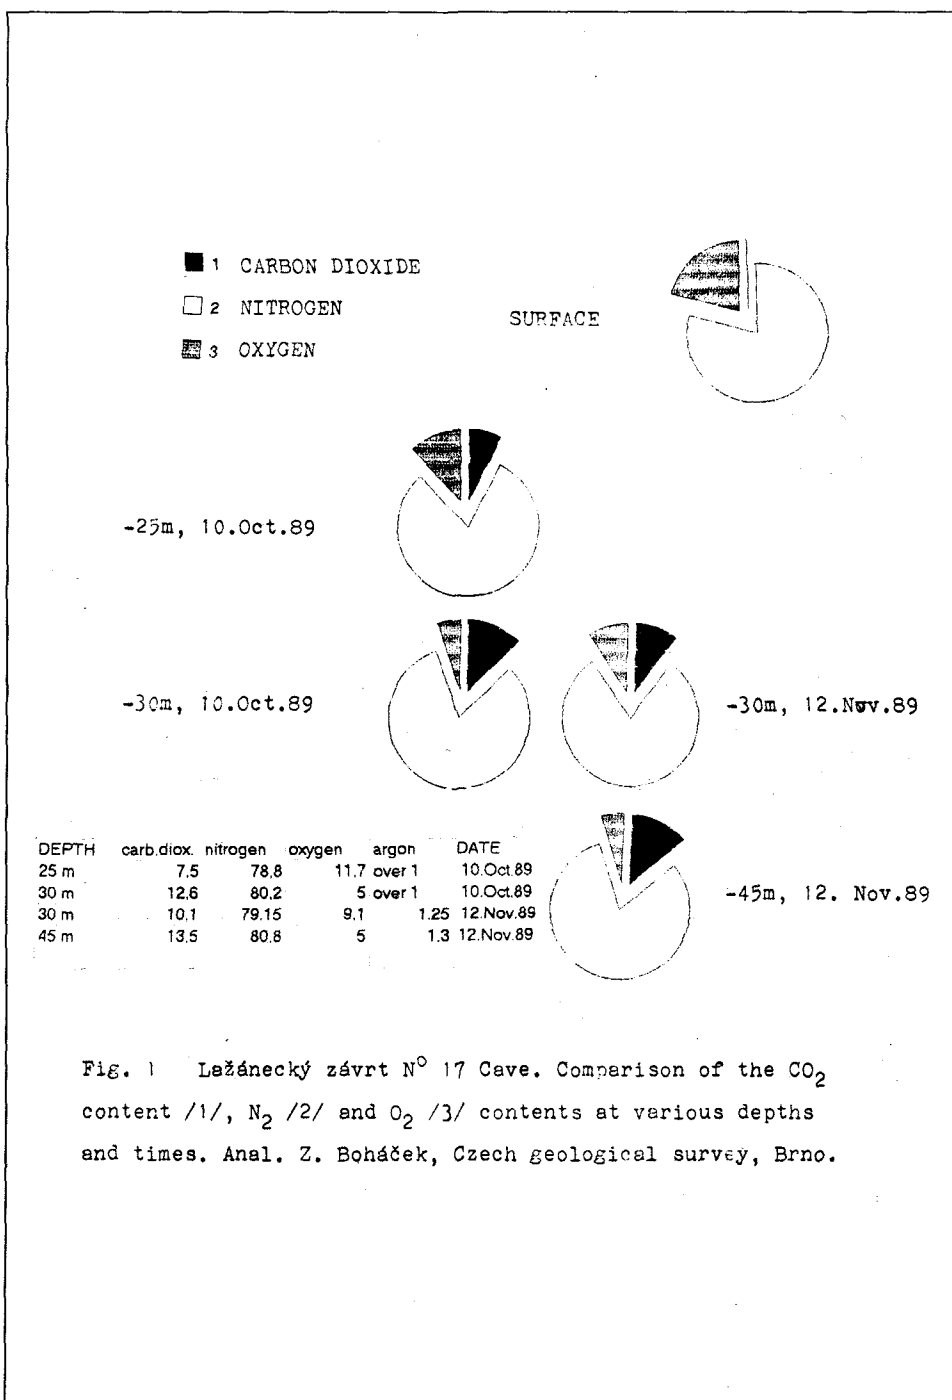 1 CARBON DIOXIDE
2 NITROGEN
3 OXYGEN
SURFACE
-25m, 10.Oct.89
-30m, 10.Oct.89
-30m, 12.Nov.89
DEPTH carb.diox. nitrogen oxygen argon DATE
25 m 7.5 78.8 11.7 over 1 10.Oct.89
30 m 12.6 80.2 5 over 1 10.Oct.89
30 m 10.1 79.15 9.1 1.25 12.Nov.89
45 m 13.5 80.8 5 1.3 12.Nov.89
-45m, 12. Nov.89
Fig. 1 Lažánecký závrt N° 17 Cave. Comparison of the CO₂
content /1/, N₂ /2/ and O₂ /3/ contents at various depths
and times. Anal. Z. Boháček, Czech geological survey, Brno.